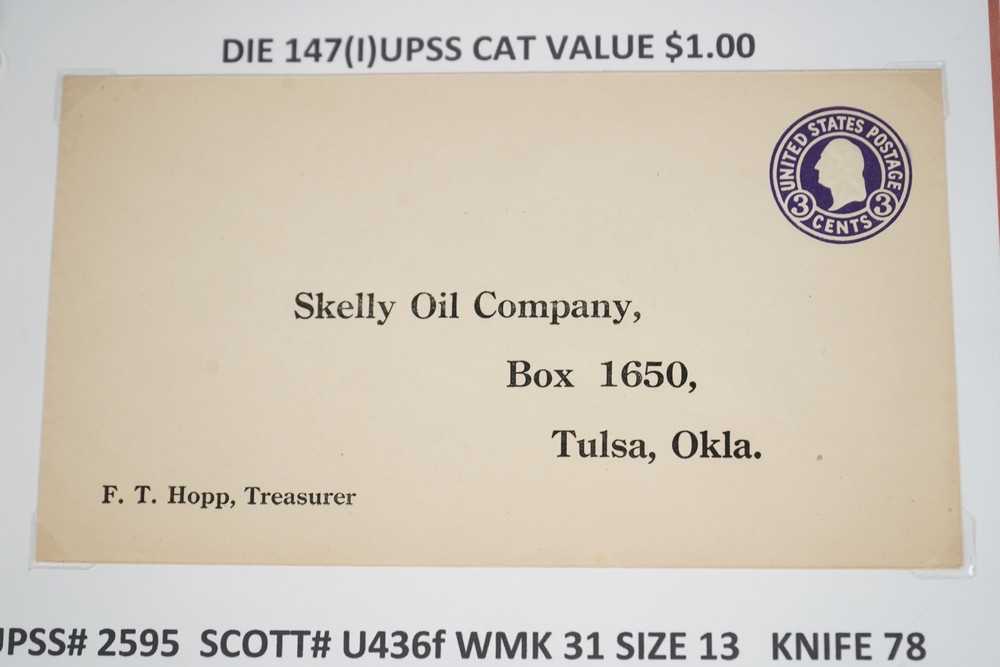 DIE 147(I)UPSS CAT VALUE $1.00
UNITED STATES POSTAGE
3 CENTS 3
Skelly Oil Company,
Box 1650,
Tulsa, Okla.
F. T. Hopp, Treasurer
UPSS# 2595 SCOTT# U436f WMK 31 SIZE 13 KNIFE 78